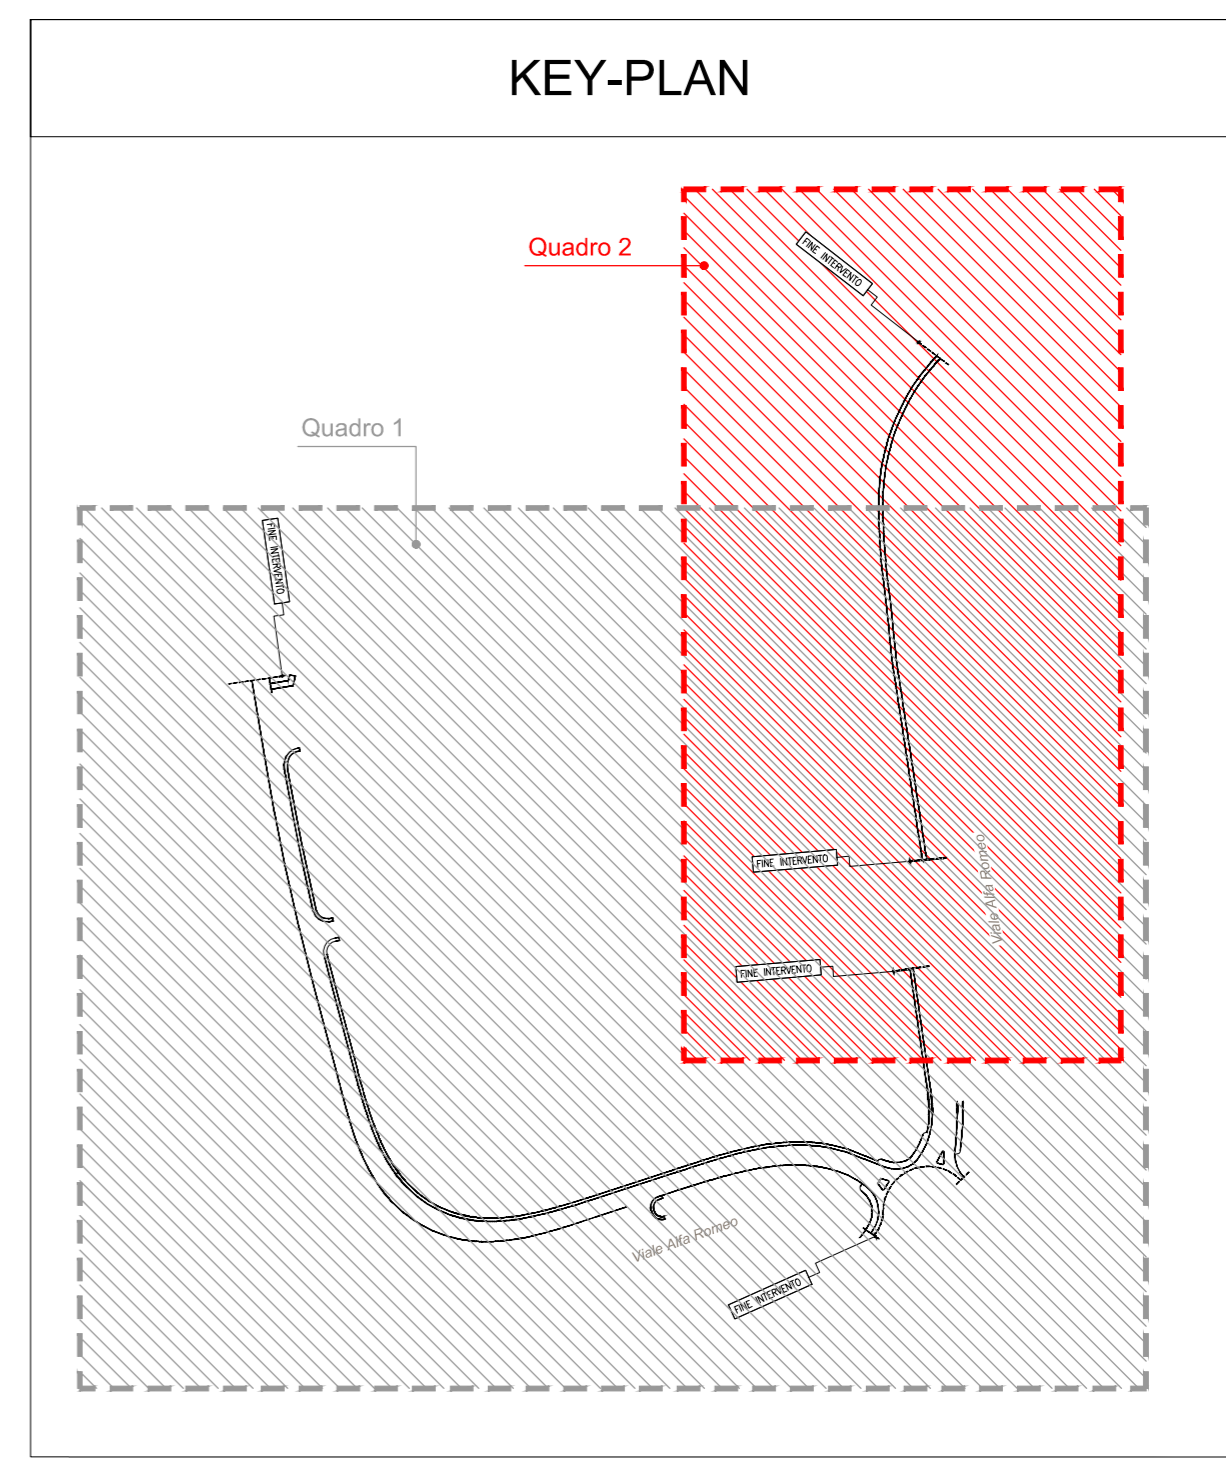 KEY-PLAN
FINE INTERVENTO
Quadro 2
Quadro 1
FINE INTERVENTO
FINE INTERVENTO
Viale Alfa Romeo
FINE INTERVENTO
Viale Alfa Romeo
FINE INTERVENTO